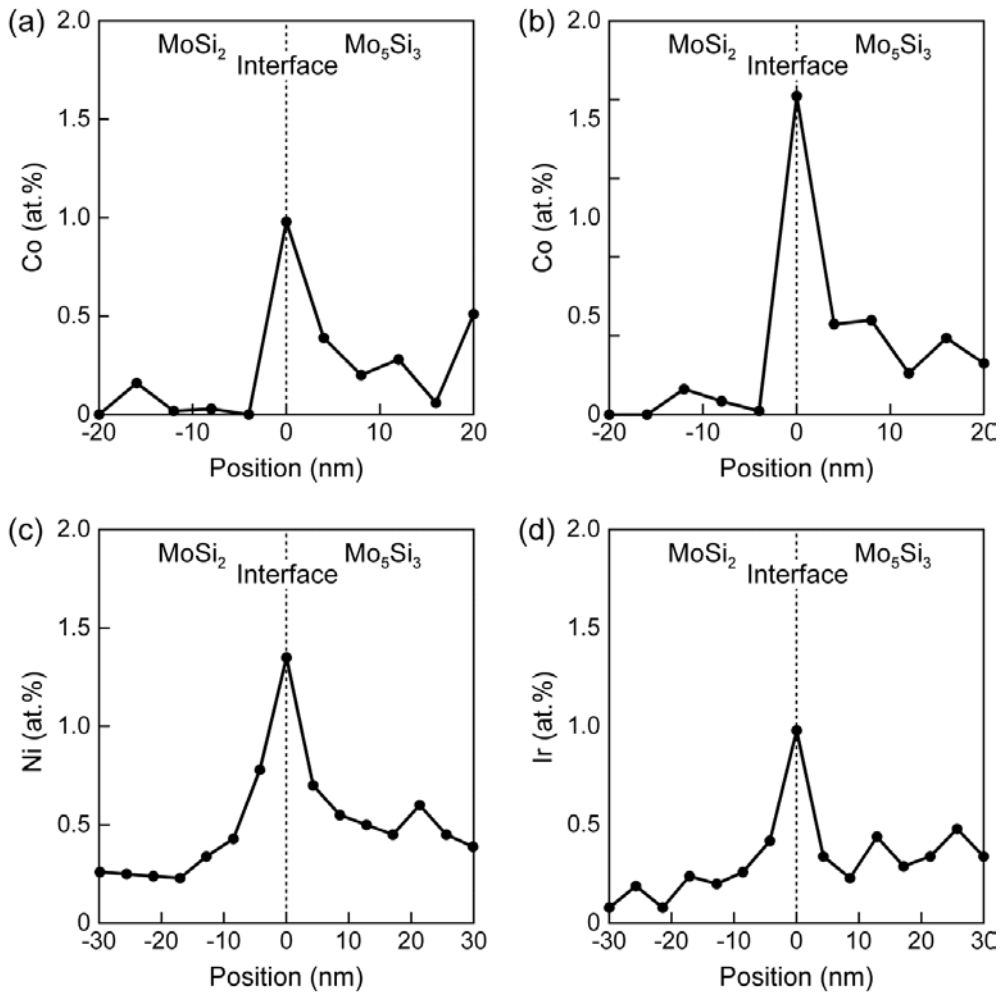 (a)
2.0
MoSi₂ Mo₅Si₃
Interface
1.5
1.0
0.5
0
Co (at.%)
-20 -10 0 10 20
Position (nm)
(b)
2.0
MoSi₂ Mo₅Si₃
Interface
1.5
1.0
0.5
0
Co (at.%)
-20 -10 0 10 20
Position (nm)
(c)
2.0
MoSi₂ Mo₅Si₃
Interface
1.5
1.0
0.5
0
Ni (at.%)
-30 -20 -10 0 10 20 30
Position (nm)
(d)
2.0
MoSi₂ Mo₅Si₃
Interface
1.5
1.0
0.5
0
Ir (at.%)
-30 -20 -10 0 10 20 30
Position (nm)